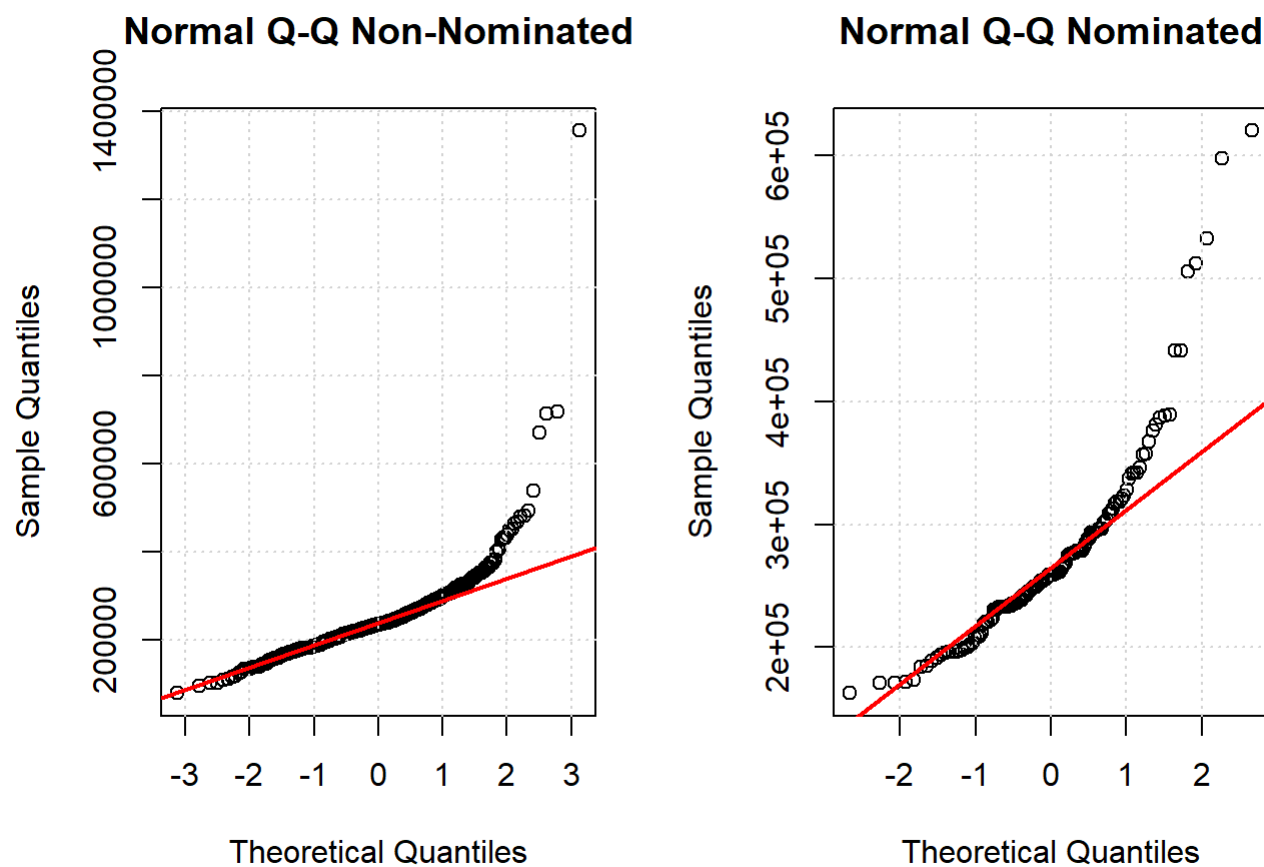 Normal Q-Q Non-Nominated
Sample Quantiles
200000 600000 1000000 1400000
-3 -2 -1 0 1 2 3
Theoretical Quantiles
Normal Q-Q Nominated
Sample Quantiles
2e+05 3e+05 4e+05 5e+05 6e+05
-2 -1 0 1 2
Theoretical Quantiles